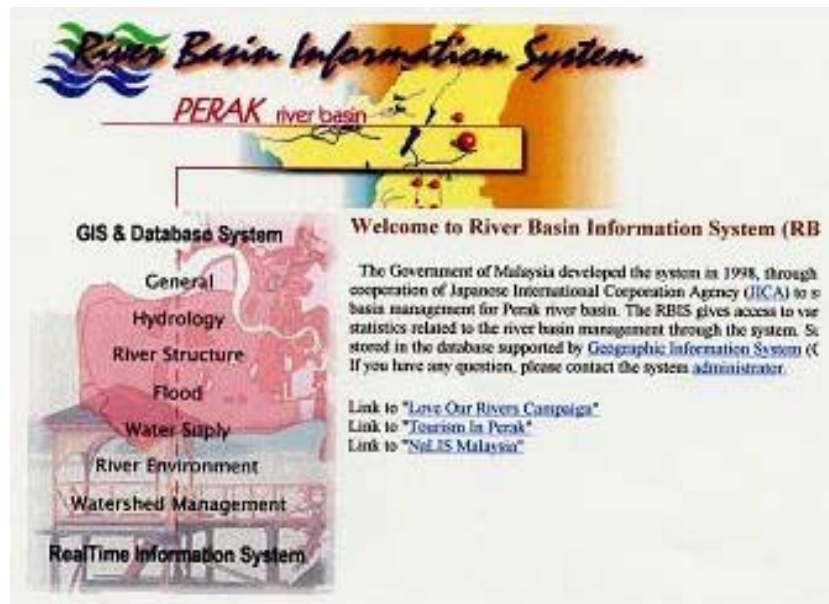 River Basin Information System
PERAK river basin
GIS & Database System
General
Hydrology
River Structure
Flood
Water Suply
River Environment
Watershed Management
RealTime Information System
Welcome to River Basin Information System (RB
The Government of Malaysia developed the system in 1998, through
cooperation of Japanese International Corporation Agency (JICA) to s
basin management for Perak river basin. The RBIS gives access to var
statistics related to the river basin management through the system. Su
stored in the database supported by Geographic Information System (G
If you have any question, please contact the system administrator.
Link to "Love Our Rivers Campaign"
Link to "Tourism In Perak"
Link to "NaLIS Malaysia"